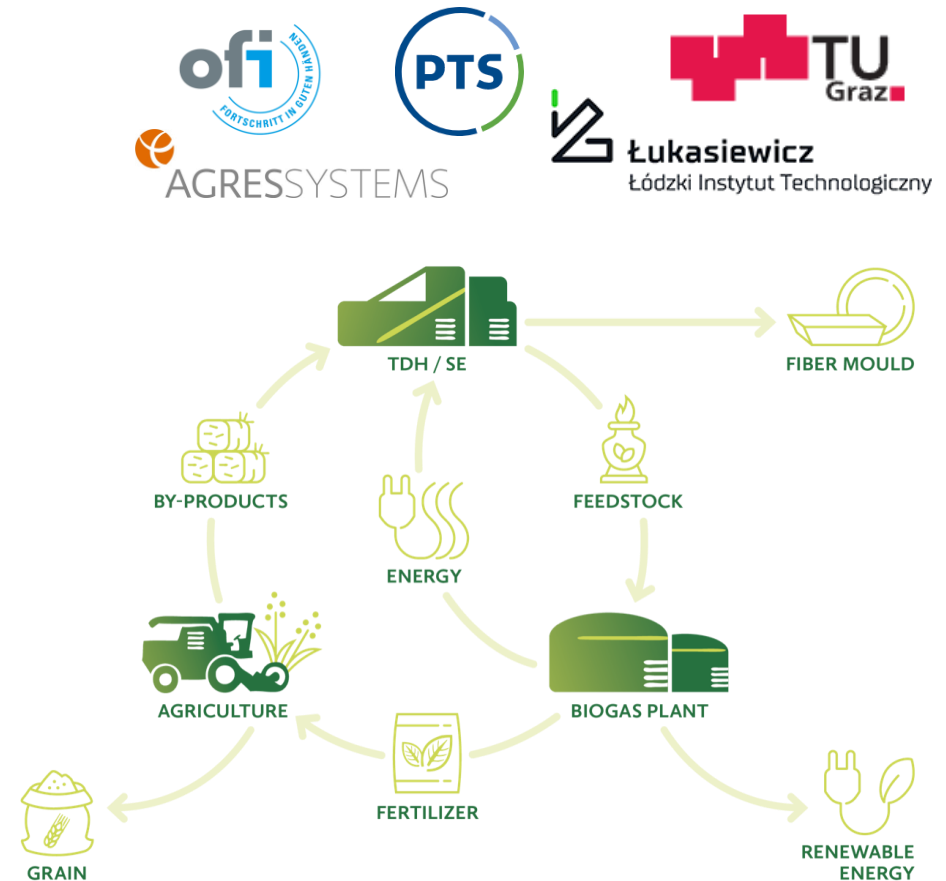 ofi
FORTSCHRITT IN GUTEN HÄNDEN
PTS
TU
Graz
AGRESSYSTEMS
Łukasiewicz
Łódzki Instytut Technologiczny
TDH / SE
FIBER MOULD
BY-PRODUCTS
FEEDSTOCK
ENERGY
AGRICULTURE
BIOGAS PLANT
FERTILIZER
GRAIN
RENEWABLE
ENERGY